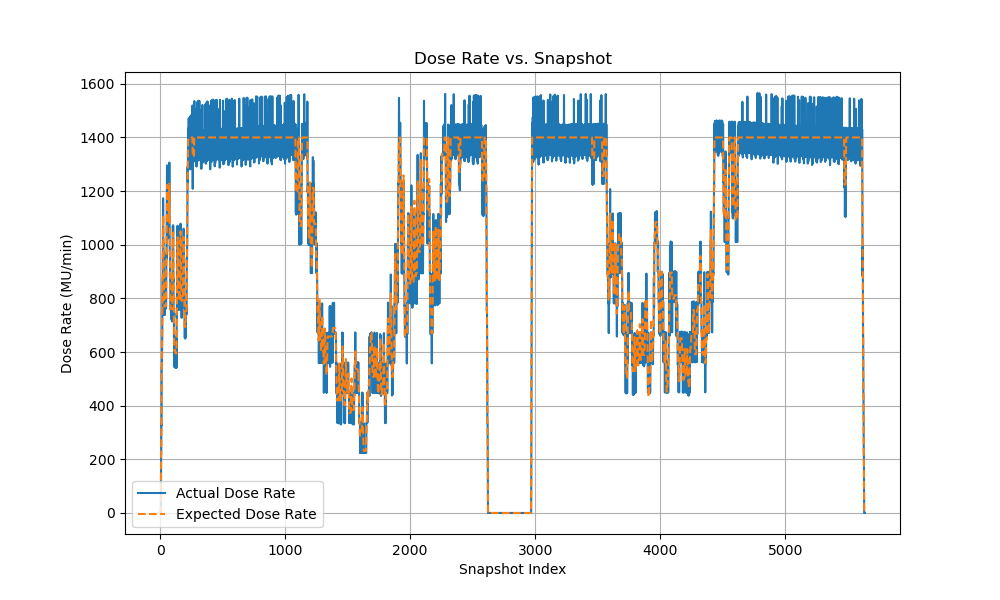 Dose Rate vs. Snapshot
1600
1400
1200
1000
800
600
400
200
0
Dose Rate (MU/min)
Actual Dose Rate
Expected Dose Rate
0 1000 2000 3000 4000 5000
Snapshot Index